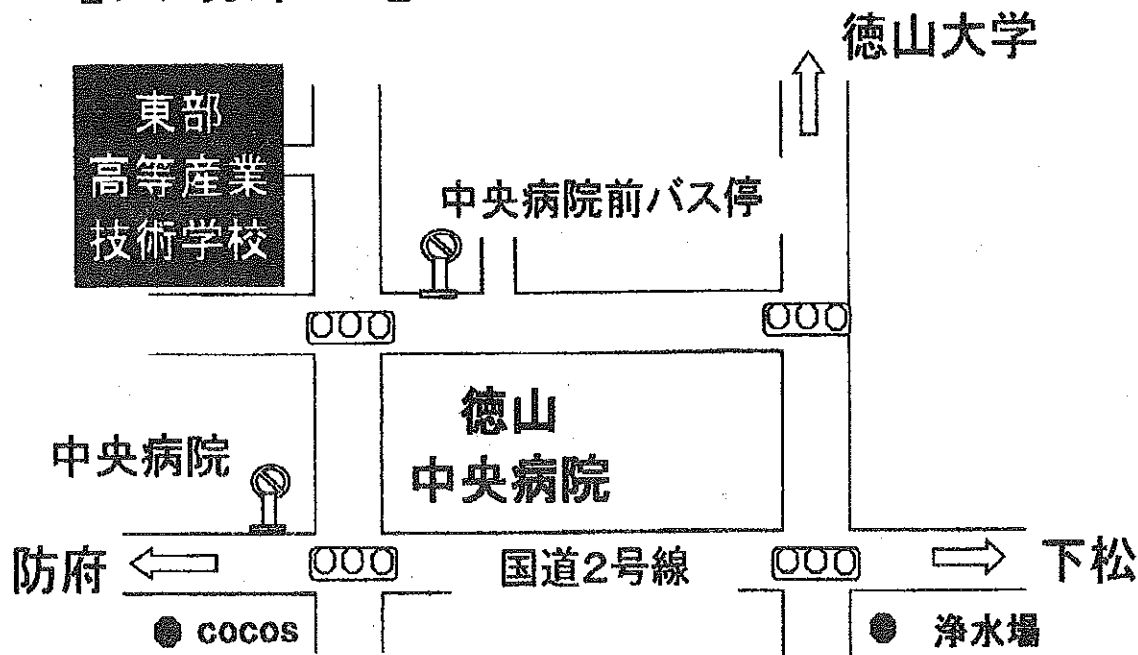 徳山大学
東部
高等産業
技術学校
中央病院前バス停
徳山
中央病院
中央病院
防府
国道2号線
下松
cocos
浄水場